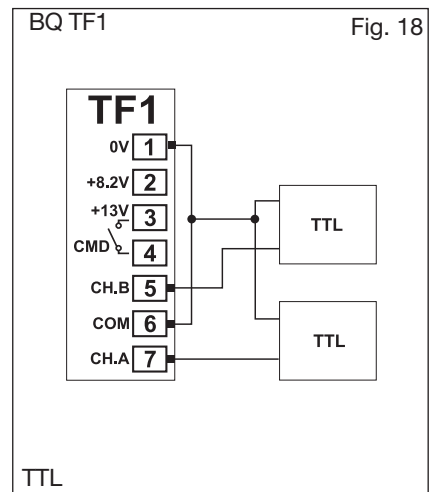 BQ TF1
Fig. 18
TF1
0V 1
+8.2V 2
+13V 3
CMD 4
CH.B 5
COM 6
CH.A 7
TTL
TTL
TTL